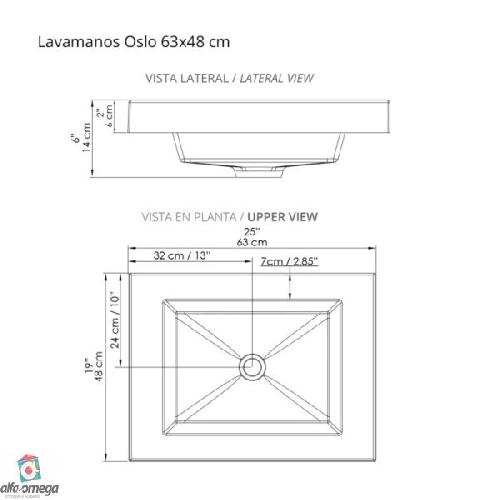 Lavamanos Oslo 63x48 cm
VISTA LATERAL / LATERAL VIEW
2"
6 cm
6"
14 cm
VISTA EN PLANTA / UPPER VIEW
25"
63 cm
32 cm / 13"
7cm / 2.85"
24 cm / 10"
19"
48 cm
alfa omega